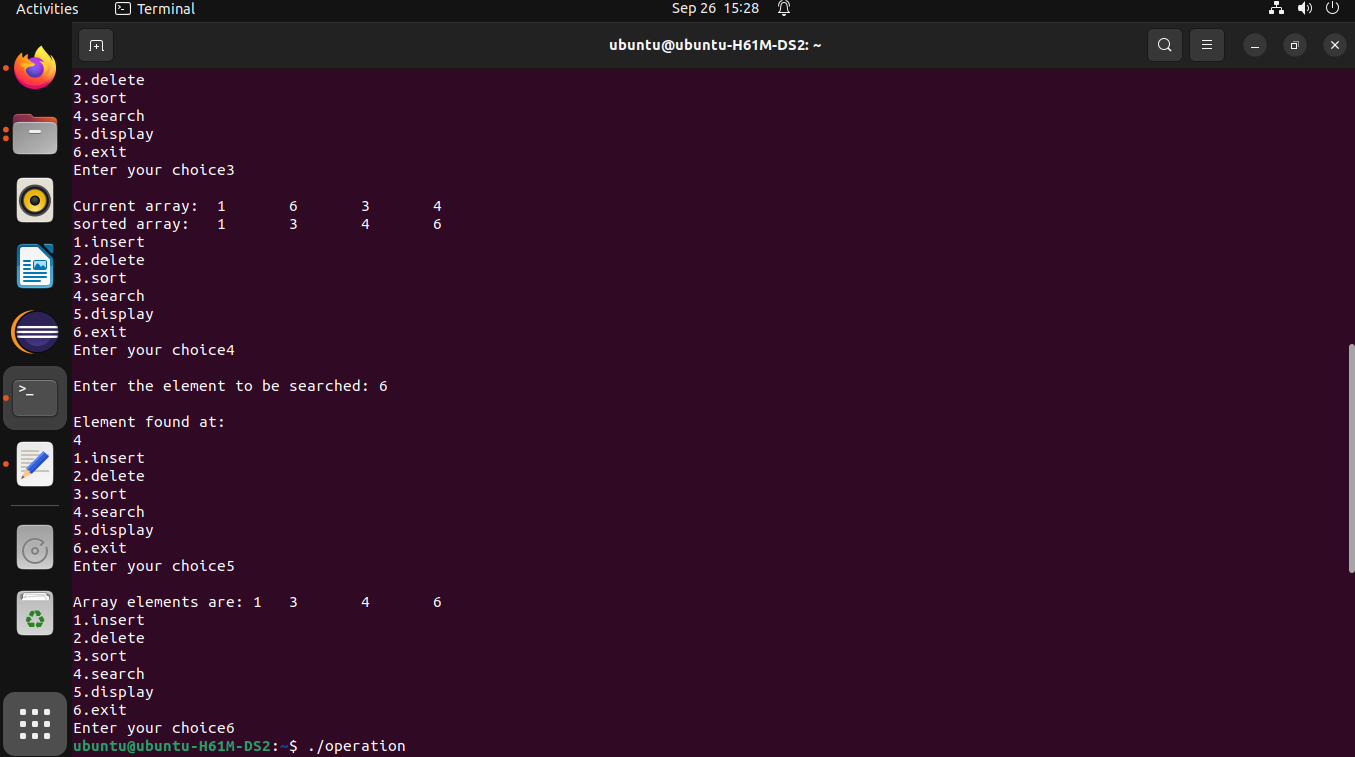 Activities Terminal Sep 26 15:28
ubuntu@ubuntu-H61M-DS2: ~
2.delete
3.sort
4.search
5.display
6.exit
Enter your choice3
Current array: 1 6 3 4
sorted array: 1 3 4 6
1.insert
2.delete
3.sort
4.search
5.display
6.exit
Enter your choice4
Enter the element to be searched: 6
Element found at:
4
1.insert
2.delete
3.sort
4.search
5.display
6.exit
Enter your choice5
Array elements are: 1 3 4 6
1.insert
2.delete
3.sort
4.search
5.display
6.exit
Enter your choice6
ubuntu@ubuntu-H61M-DS2:~$ ./operation